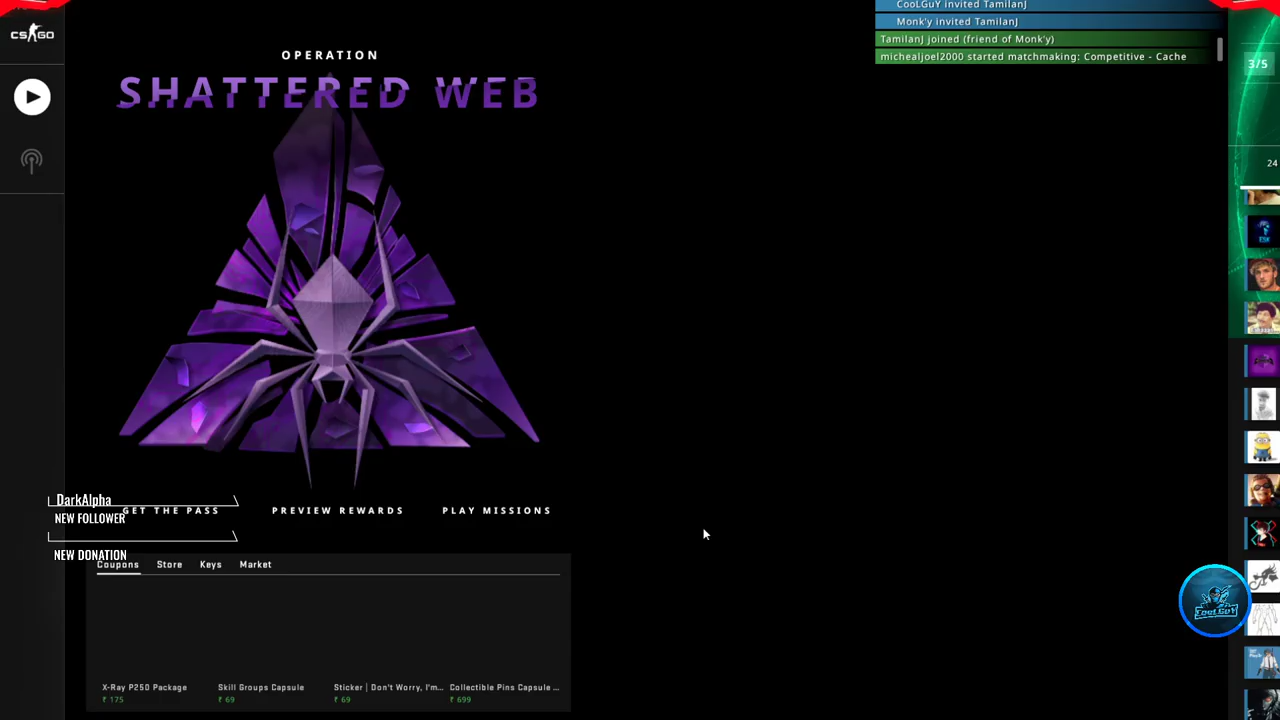 CS GO
OPERATION
SHATTERED WEB
CooLGuY invited TamilanJ
Monk'y invited TamilanJ
TamilanJ joined (friend of Monk'y)
michealjoel2000 started matchmaking: Competitive - Cache
3/5
24
DarkAlpha
NEW FOLLOWER
GET THE PASS
PREVIEW REWARDS
PLAY MISSIONS
NEW DONATION
Coupons
Store
Keys
Market
X-Ray P250 Package
₹ 175
Skill Groups Capsule
₹ 69
Sticker | Don't Worry, I'm...
₹ 69
Collectible Pins Capsule ...
₹ 699
CooLGuY